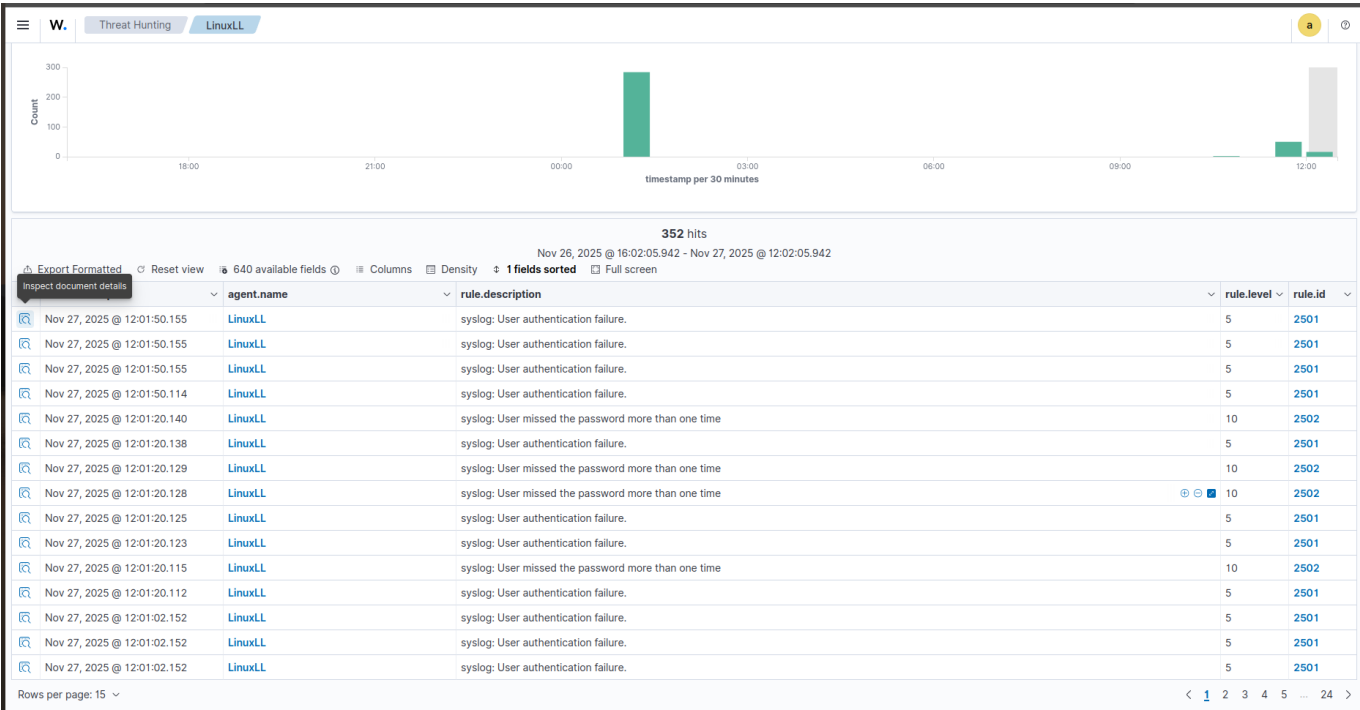 W. Threat Hunting LinuxLL a
300
200
100
0
Count
18:00 21:00 00:00 03:00 06:00 09:00 12:00
timestamp per 30 minutes
352 hits
Nov 26, 2025 @ 16:02:05.942 - Nov 27, 2025 @ 12:02:05.942
Export Formatted Reset view 640 available fields Columns Density 1 fields sorted Full screen
Inspect document details
agent.name rule.description rule.level rule.id
Nov 27, 2025 @ 12:01:50.155 LinuxLL syslog: User authentication failure. 5 2501
Nov 27, 2025 @ 12:01:50.155 LinuxLL syslog: User authentication failure. 5 2501
Nov 27, 2025 @ 12:01:50.155 LinuxLL syslog: User authentication failure. 5 2501
Nov 27, 2025 @ 12:01:50.114 LinuxLL syslog: User authentication failure. 5 2501
Nov 27, 2025 @ 12:01:20.140 LinuxLL syslog: User missed the password more than one time 10 2502
Nov 27, 2025 @ 12:01:20.138 LinuxLL syslog: User authentication failure. 5 2501
Nov 27, 2025 @ 12:01:20.129 LinuxLL syslog: User missed the password more than one time 10 2502
Nov 27, 2025 @ 12:01:20.128 LinuxLL syslog: User missed the password more than one time 10 2502
Nov 27, 2025 @ 12:01:20.125 LinuxLL syslog: User authentication failure. 5 2501
Nov 27, 2025 @ 12:01:20.123 LinuxLL syslog: User authentication failure. 5 2501
Nov 27, 2025 @ 12:01:20.115 LinuxLL syslog: User missed the password more than one time 10 2502
Nov 27, 2025 @ 12:01:20.112 LinuxLL syslog: User authentication failure. 5 2501
Nov 27, 2025 @ 12:01:02.152 LinuxLL syslog: User authentication failure. 5 2501
Nov 27, 2025 @ 12:01:02.152 LinuxLL syslog: User authentication failure. 5 2501
Nov 27, 2025 @ 12:01:02.152 LinuxLL syslog: User authentication failure. 5 2501
Rows per page: 15 < 1 2 3 4 5 ... 24 >